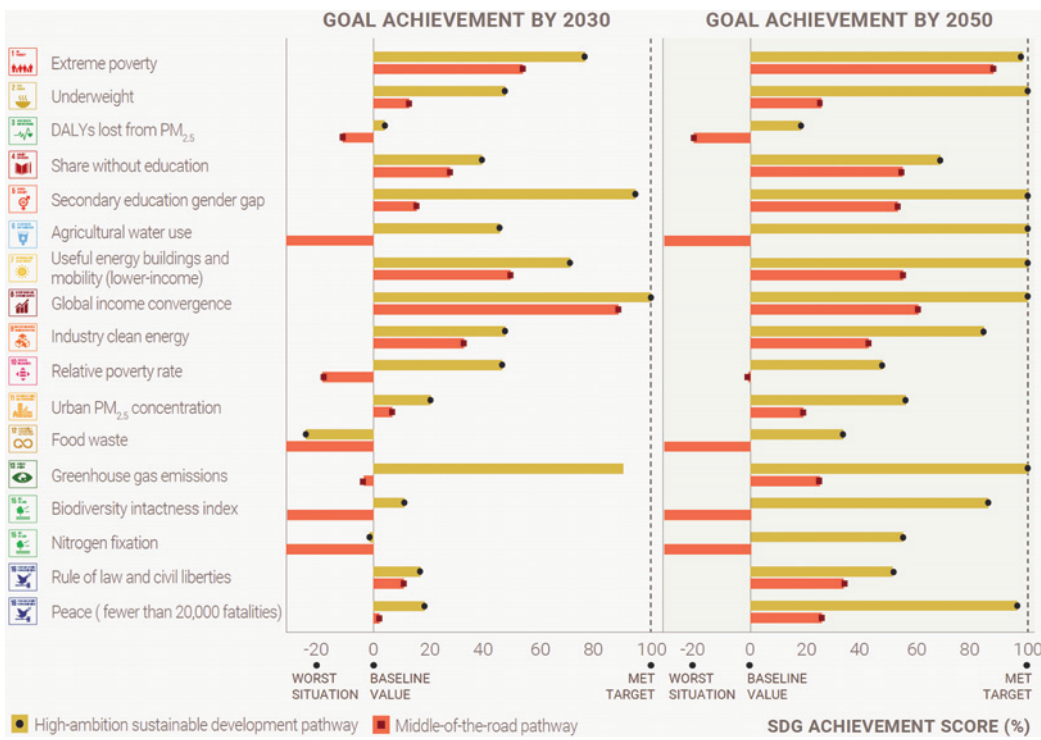 GOAL ACHIEVEMENT BY 2030
GOAL ACHIEVEMENT BY 2050
Extreme poverty
Underweight
DALYs lost from PM2.5
Share without education
Secondary education gender gap
Agricultural water use
Useful energy buildings and
mobility (lower-income)
Global income convergence
Industry clean energy
Relative poverty rate
Urban PM2.5 concentration
Food waste
Greenhouse gas emissions
Biodiversity intactness index
Nitrogen fixation
Rule of law and civil liberties
Peace ( fewer than 20,000 fatalities)
-20 0 20 40 60 80 100
-20 0 20 40 60 80 100
WORST
SITUATION
BASELINE
VALUE
MET
TARGET
WORST
SITUATION
BASELINE
VALUE
MET
TARGET
High-ambition sustainable development pathway
Middle-of-the-road pathway
SDG ACHIEVEMENT SCORE (%)